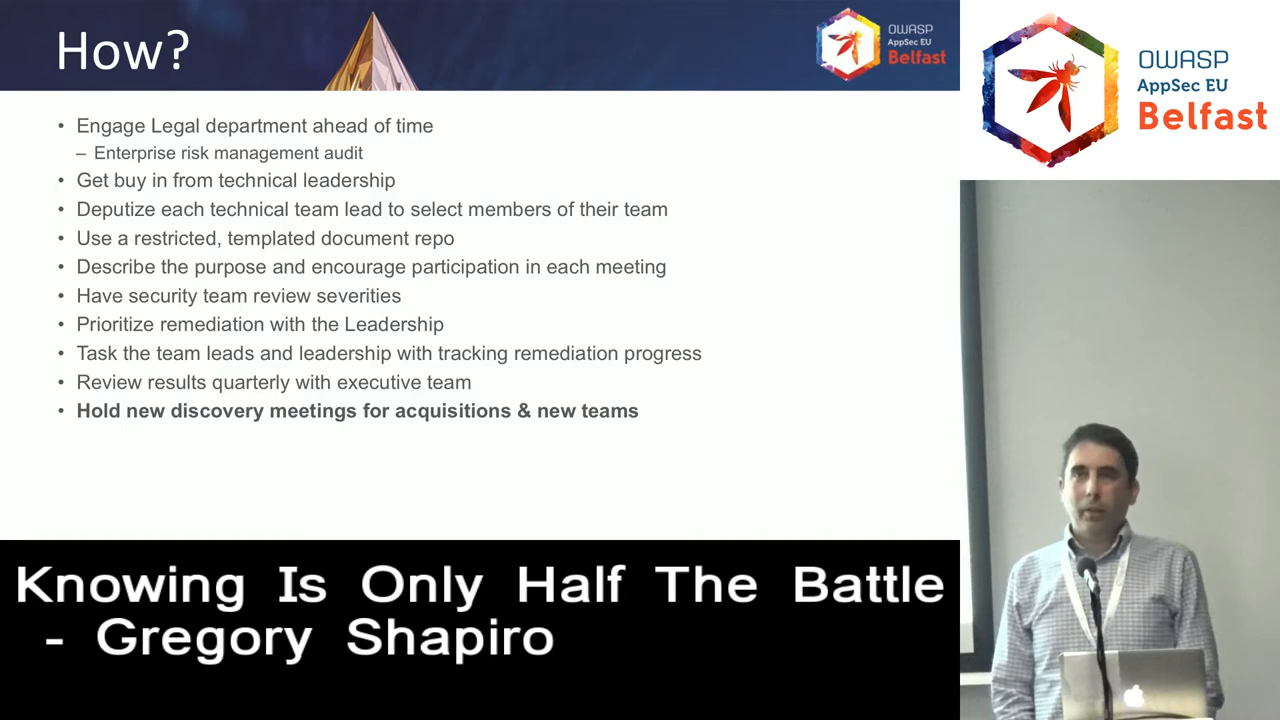 How?
OWASP
AppSec EU
Belfast
• Engage Legal department ahead of time
– Enterprise risk management audit
• Get buy in from technical leadership
• Deputize each technical team lead to select members of their team
• Use a restricted, templated document repo
• Describe the purpose and encourage participation in each meeting
• Have security team review severities
• Prioritize remediation with the Leadership
• Task the team leads and leadership with tracking remediation progress
• Review results quarterly with executive team
• Hold new discovery meetings for acquisitions & new teams
Knowing Is Only Half The Battle
- Gregory Shapiro
OWASP
AppSec EU
Belfast